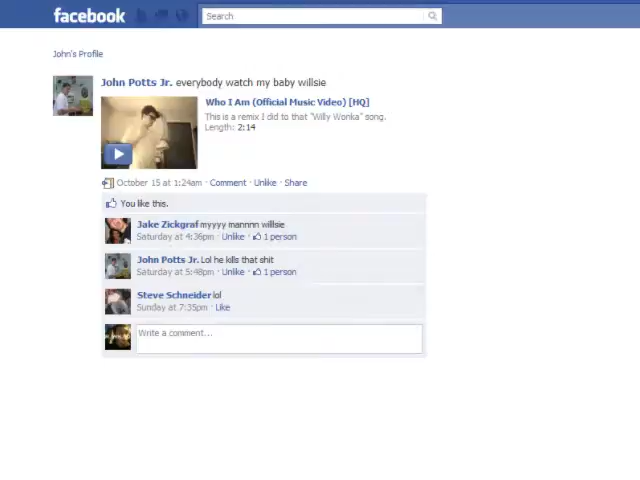 facebook
Search
John's Profile
John Potts Jr. everybody watch my baby willsie
Who I Am (Official Music Video) [HQ]
This is a remix I did to that "Willy Wonka" song.
Length: 2:14
October 15 at 1:24am · Comment · Unlike · Share
You like this.
Jake Zickgraf myyyy mannnn willsie
Saturday at 4:36pm · Unlike · 1 person
John Potts Jr. Lol he kills that shit
Saturday at 5:48pm · Unlike · 1 person
Steve Schneider lol
Sunday at 7:35pm · Like
Write a comment...